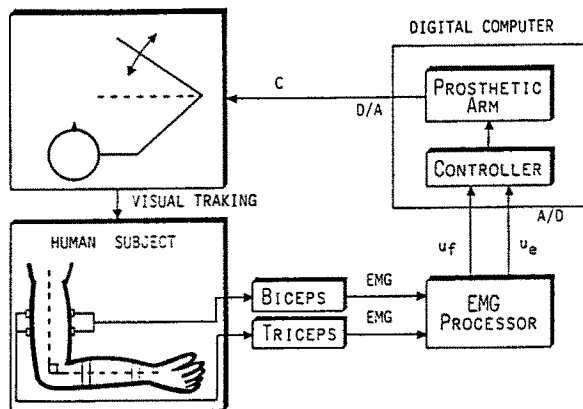 DIGITAL COMPUTER
C
D/A
PROSTHETIC
ARM
CONTROLLER
A/D
VISUAL TRAKING
uf
ue
HUMAN SUBJECT
BICEPS
EMG
TRICEPS
EMG
EMG
PROCESSOR